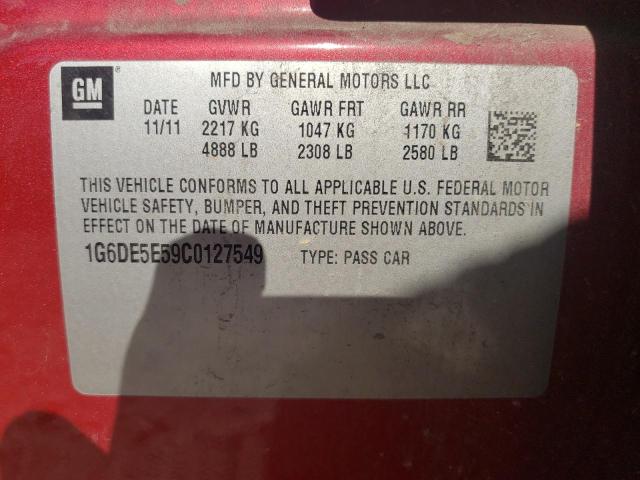 GM
MFD BY GENERAL MOTORS LLC
DATE GVWR GAWR FRT GAWR RR
11/11 2217 KG 1047 KG 1170 KG
4888 LB 2308 LB 2580 LB
THIS VEHICLE CONFORMS TO ALL APPLICABLE U.S. FEDERAL MOTOR
VEHICLE SAFETY, BUMPER, AND THEFT PREVENTION STANDARDS IN
EFFECT ON THE DATE OF MANUFACTURE SHOWN ABOVE.
1G6DE5E59C0127549 TYPE: PASS CAR